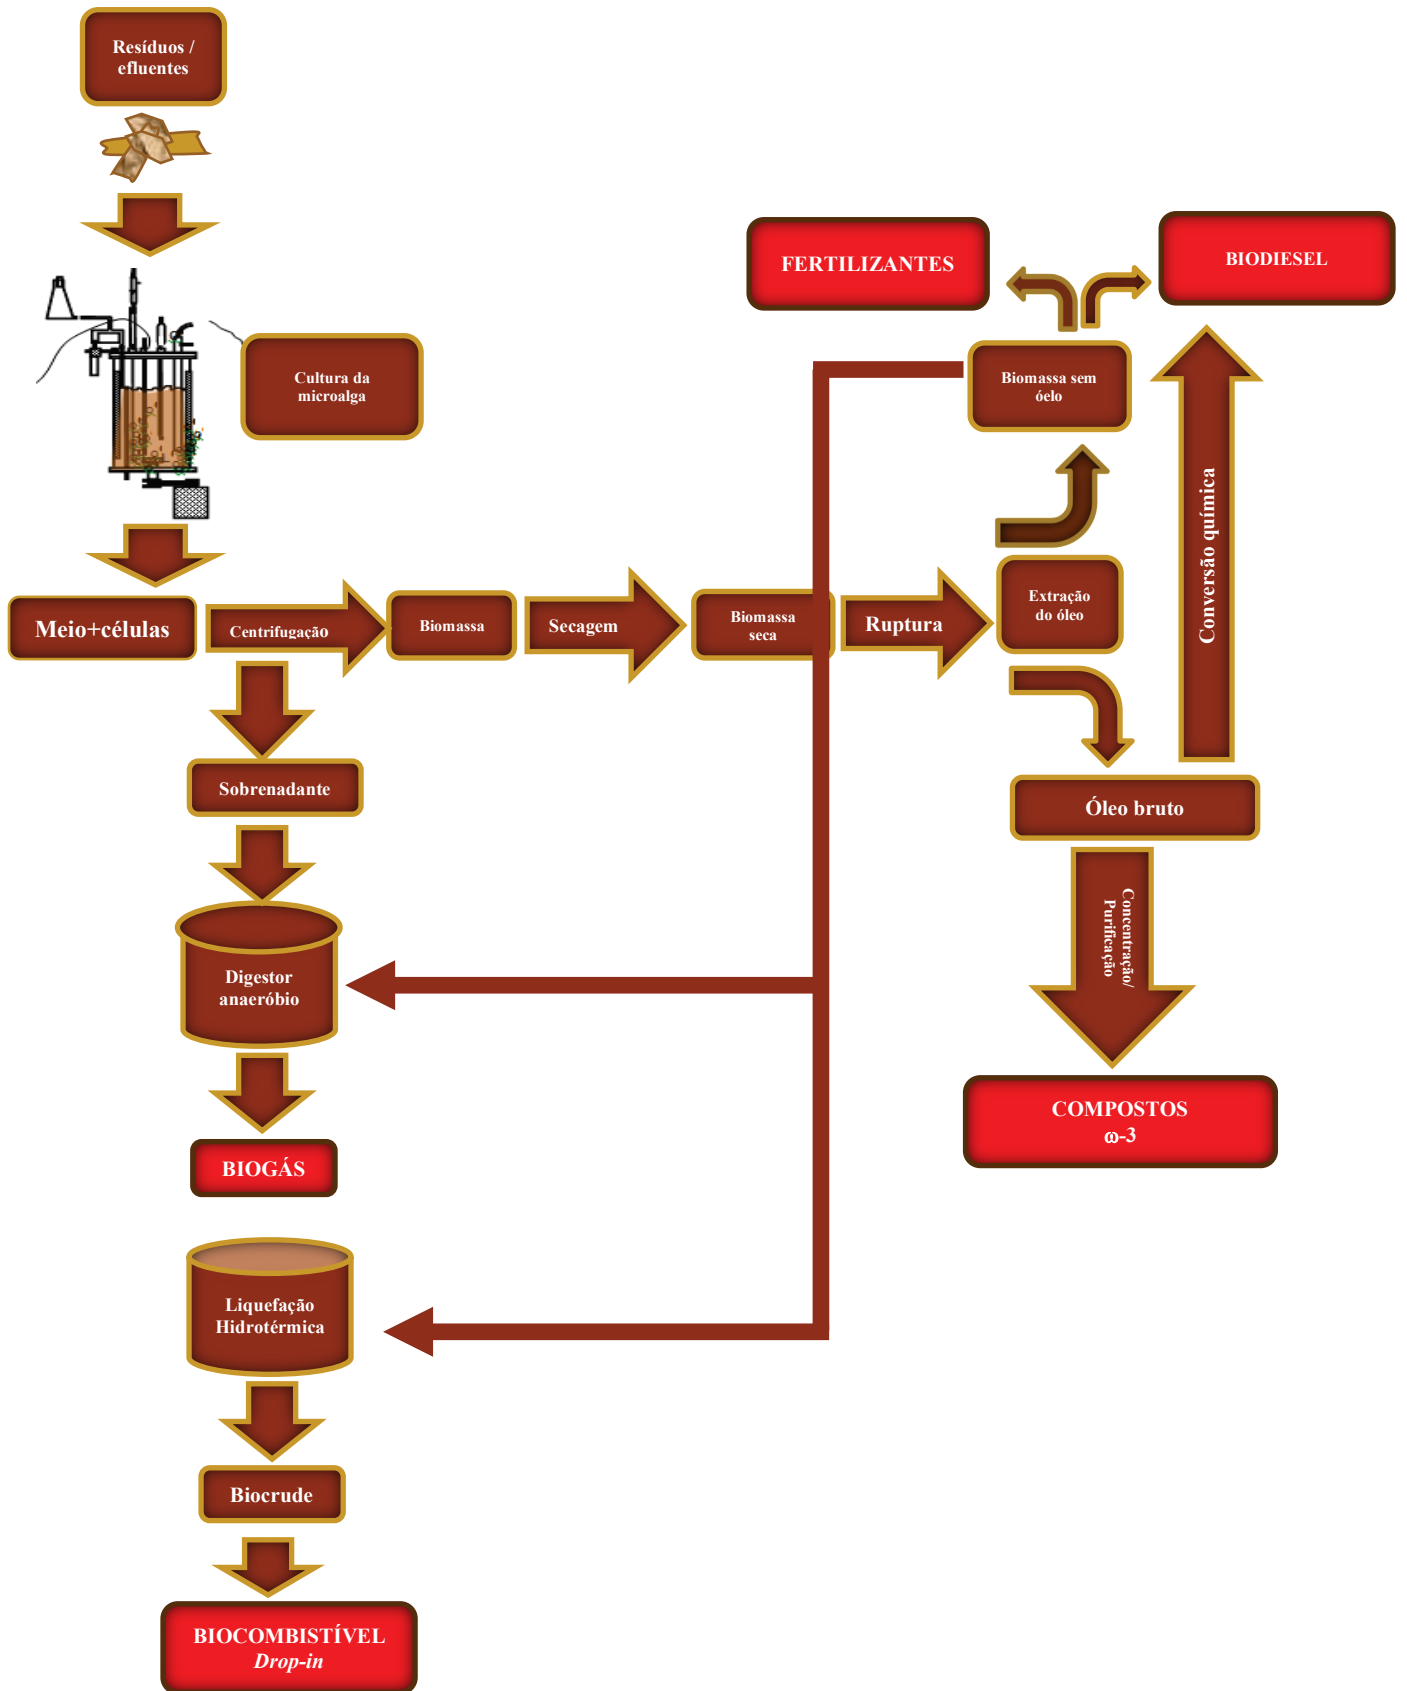 Resíduos /
efluentes
Cultura da
microalga
FERTILIZANTES
BIODIESEL
Biomassa sem
óelo
Conversão química
Meio+células
Centrifugação
Biomassa
Secagem
Biomassa
seca
Ruptura
Extração
do óleo
Sobrenadante
Óleo bruto
Concentração/
Purificação
Digestor
anaeróbio
COMPOSTOS
ω-3
BIOGÁS
Liquefação
Hidrotérmica
Biocrude
BIOCOMBISTÍVEL
Drop-in